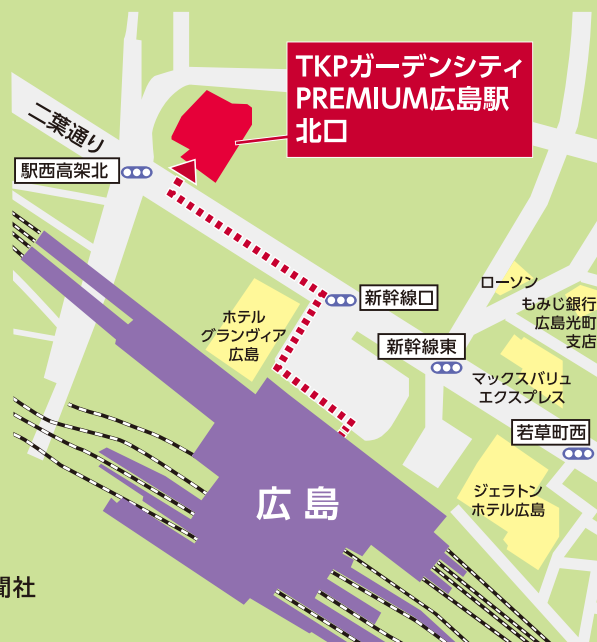 TKPガーデンシティ
PREMIUM広島駅
北口
二葉通り
駅西高架北
新幹線口
ローソン
もみじ銀行
広島光町
支店
ホテル
グランヴィア
広島
新幹線東
マックスバリュ
エクスプレス
若草町西
ジェラトン
ホテル広島
広島
聞社